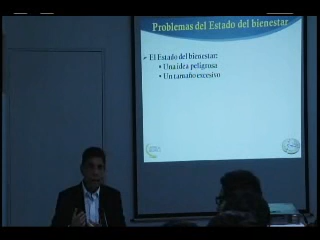 Problemas del Estado del bienestar
➢ El Estado del bienestar:
• Una idea peligrosa
• Un tamaño excesivo